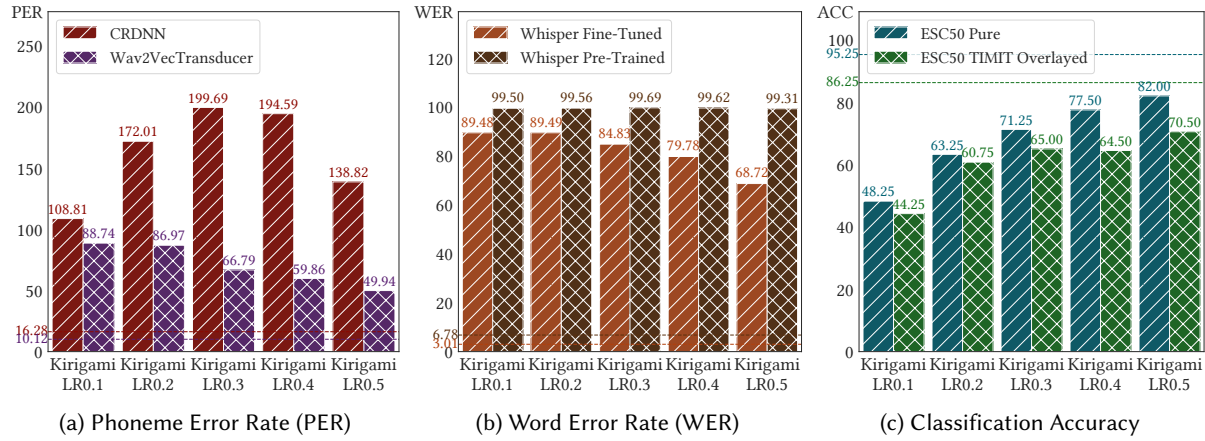 PER
250
200
150
100
50
0
16.28
10.12
CRDNN
Wav2VecTransducer
108.81
88.74
172.01
86.97
199.69
66.79
194.59
59.86
138.82
49.94
Kirigami
LR0.1
Kirigami
LR0.2
Kirigami
LR0.3
Kirigami
LR0.4
Kirigami
LR0.5
(a) Phoneme Error Rate (PER)
WER
120
100
80
60
40
20
0
6.78
3.01
Whisper Fine-Tuned
Whisper Pre-Trained
89.48
99.50
89.49
99.56
84.83
99.69
79.78
99.62
68.72
99.31
Kirigami
LR0.1
Kirigami
LR0.2
Kirigami
LR0.3
Kirigami
LR0.4
Kirigami
LR0.5
(b) Word Error Rate (WER)
ACC
100
80
60
40
20
0
95.25
86.25
ESC50 Pure
ESC50 TIMIT Overlayed
48.25
44.25
63.25
60.75
71.25
65.00
77.50
64.50
82.00
70.50
Kirigami
LR0.1
Kirigami
LR0.2
Kirigami
LR0.3
Kirigami
LR0.4
Kirigami
LR0.5
(c) Classification Accuracy